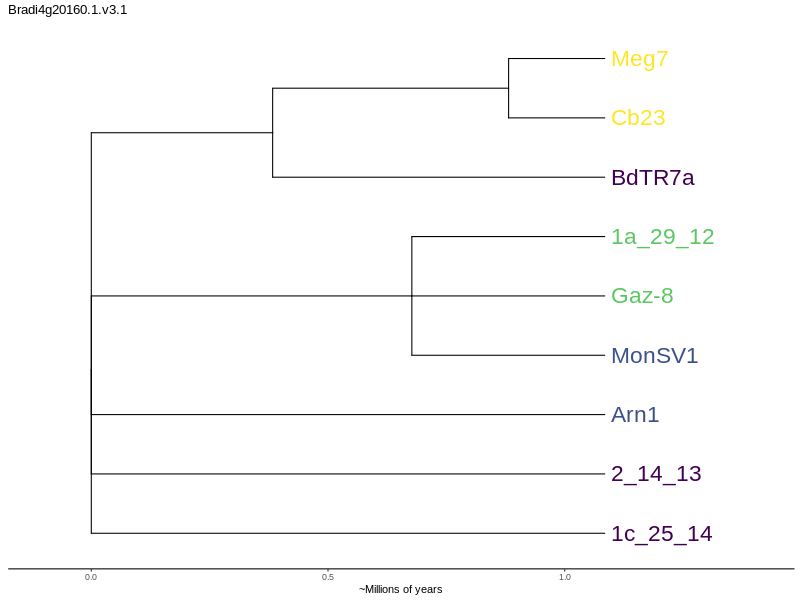 Bradi4g20160.1.v3.1
Meg7
Cb23
BdTR7a
1a_29_12
Gaz-8
MonSV1
Arn1
2_14_13
1c_25_14
0.0 0.5 1.0
~Millions of years